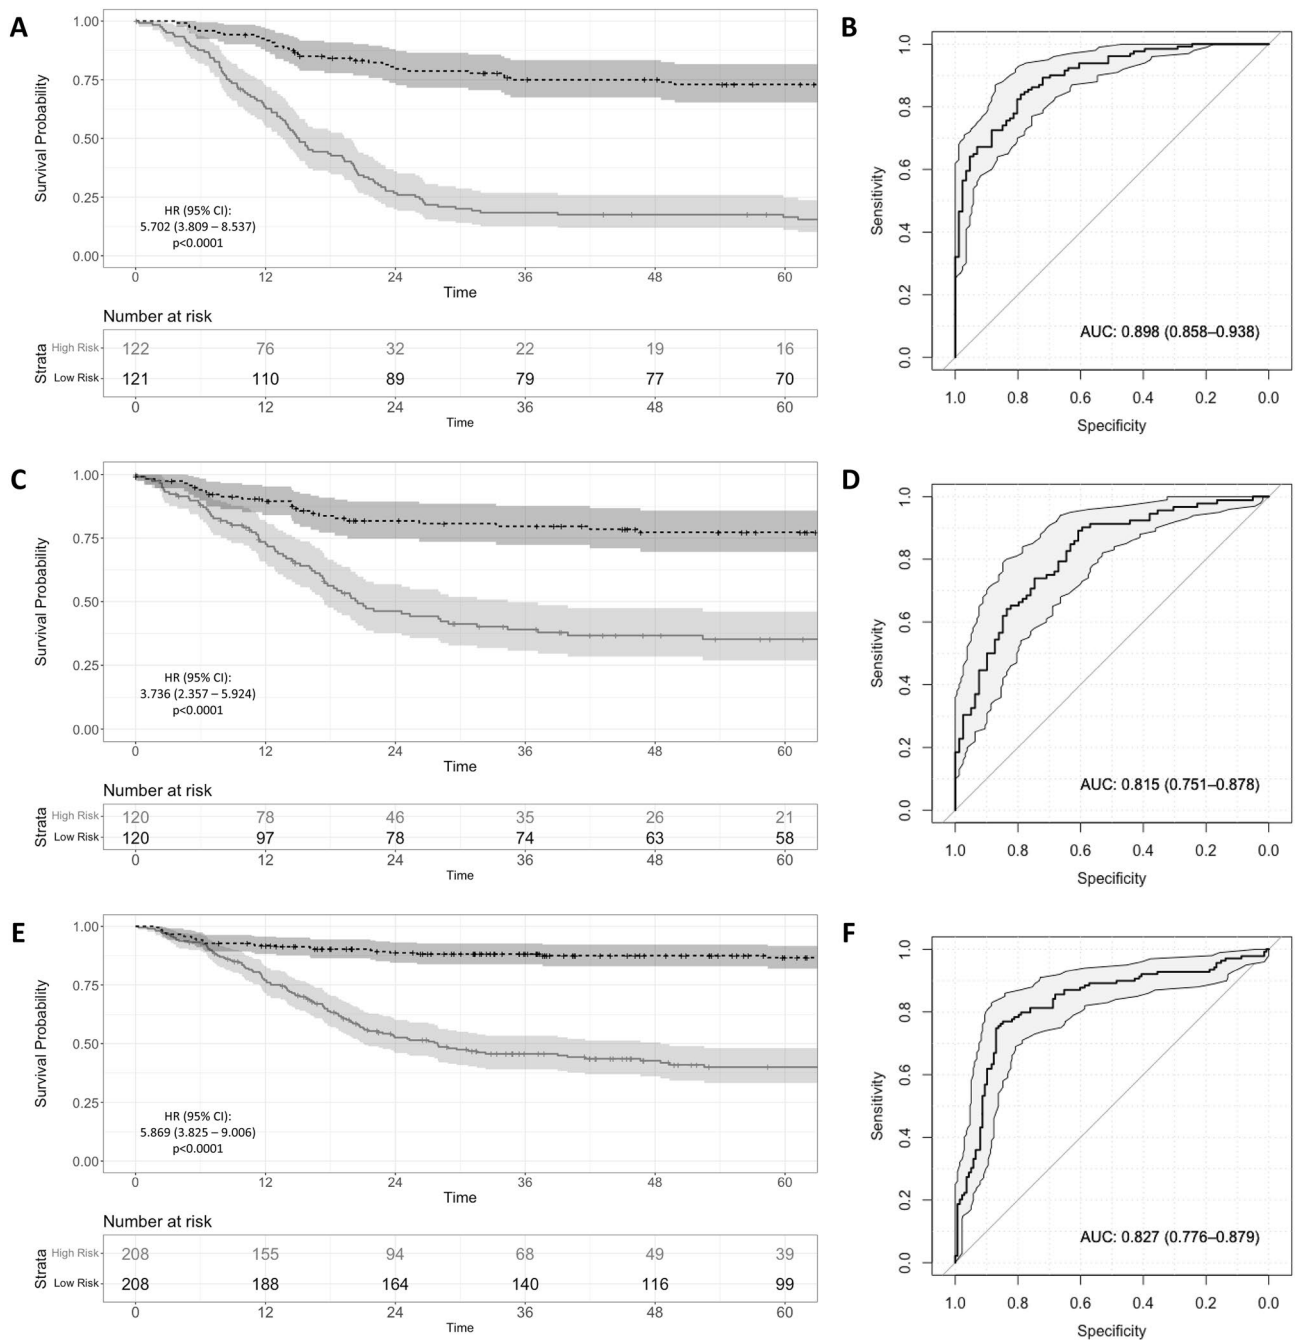 A
Survival Probability
1.00
0.75
0.50
0.25
0.00
HR (95% CI):
5.702 (3.809 – 8.537)
p<0.0001
0 12 24 36 48 60
Time
Number at risk
Strata
High Risk 122 76 32 22 19 16
Low Risk 121 110 89 79 77 70
0 12 24 36 48 60
Time
B
Sensitivity
1.0
0.8
0.6
0.4
0.2
0.0
AUC: 0.898 (0.858–0.938)
1.0 0.8 0.6 0.4 0.2 0.0
Specificity
C
Survival Probability
1.00
0.75
0.50
0.25
0.00
HR (95% CI):
3.736 (2.357 – 5.924)
p<0.0001
0 12 24 36 48 60
Time
Number at risk
Strata
High Risk 120 78 46 35 26 21
Low Risk 120 97 78 74 63 58
0 12 24 36 48 60
Time
D
Sensitivity
1.0
0.8
0.6
0.4
0.2
0.0
AUC: 0.815 (0.751–0.878)
1.0 0.8 0.6 0.4 0.2 0.0
Specificity
E
Survival Probability
1.00
0.75
0.50
0.25
0.00
HR (95% CI):
5.869 (3.825 – 9.006)
p<0.0001
0 12 24 36 48 60
Time
Number at risk
Strata
High Risk 208 155 94 68 49 39
Low Risk 208 188 164 140 116 99
0 12 24 36 48 60
Time
F
Sensitivity
1.0
0.8
0.6
0.4
0.2
0.0
AUC: 0.827 (0.776–0.879)
1.0 0.8 0.6 0.4 0.2 0.0
Specificity